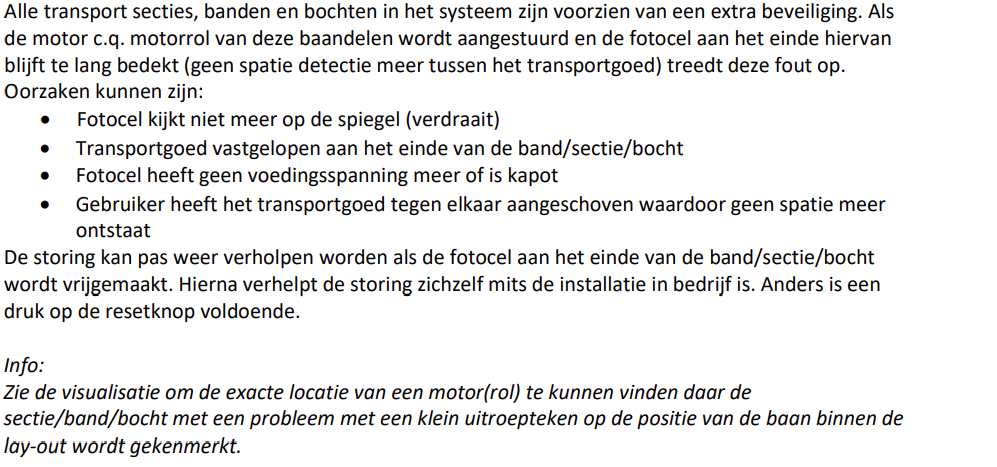 Alle transport secties, banden en bochten in het systeem zijn voorzien van een extra beveiliging. Als
de motor c.q. motorrol van deze baandelen wordt aangestuurd en de fotocel aan het einde hiervan
blijft te lang bedekt (geen spatie detectie meer tussen het transportgoed) treedt deze fout op.
Oorzaken kunnen zijn:
• Fotocel kijkt niet meer op de spiegel (verdraait)
• Transportgoed vastgelopen aan het einde van de band/sectie/bocht
• Fotocel heeft geen voedingsspanning meer of is kapot
• Gebruiker heeft het transportgoed tegen elkaar aangeschoven waardoor geen spatie meer
ontstaat
De storing kan pas weer verholpen worden als de fotocel aan het einde van de band/sectie/bocht
wordt vrijgemaakt. Hierna verhelpt de storing zichzelf mits de installatie in bedrijf is. Anders is een
druk op de resetknop voldoende.
Info:
Zie de visualisatie om de exacte locatie van een motor(rol) te kunnen vinden daar de
sectie/band/bocht met een probleem met een klein uitroepteken op de positie van de baan binnen de
lay-out wordt gekenmerkt.